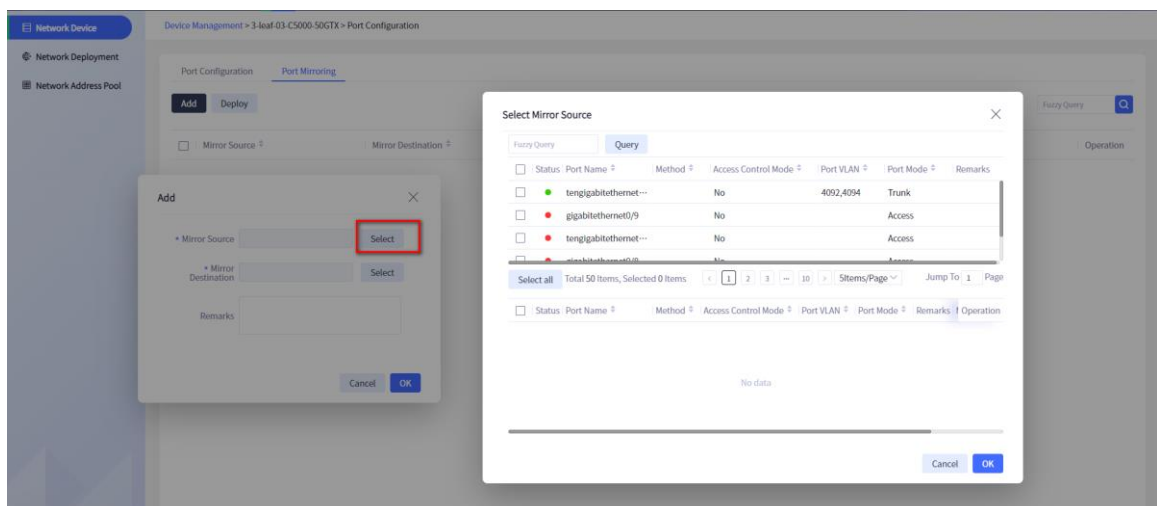 Network Device
Device Management > 3-leaf-03-C5000-50GTX > Port Configuration
Network Deployment
Network Address Pool
Port Configuration Port Mirroring
Add Deploy
Fuzzy Query
Mirror Source Mirror Destination Operation
Add
* Mirror Source Select
* Mirror Destination Select
Remarks
Cancel OK
Select Mirror Source
Fuzzy Query Query
Status Port Name Method Access Control Mode Port VLAN Port Mode Remarks
tengigabitethernet··· No 4092,4094 Trunk
gigabitethernet0/9 No Access
tengigabitethernet··· No Access
Select all Total 50 Items, Selected 0 Items < 1 2 3 ··· 10 > 5Items/Page Jump To 1 Page
Status Port Name Method Access Control Mode Port VLAN Port Mode Remarks Operation
No data
Cancel OK